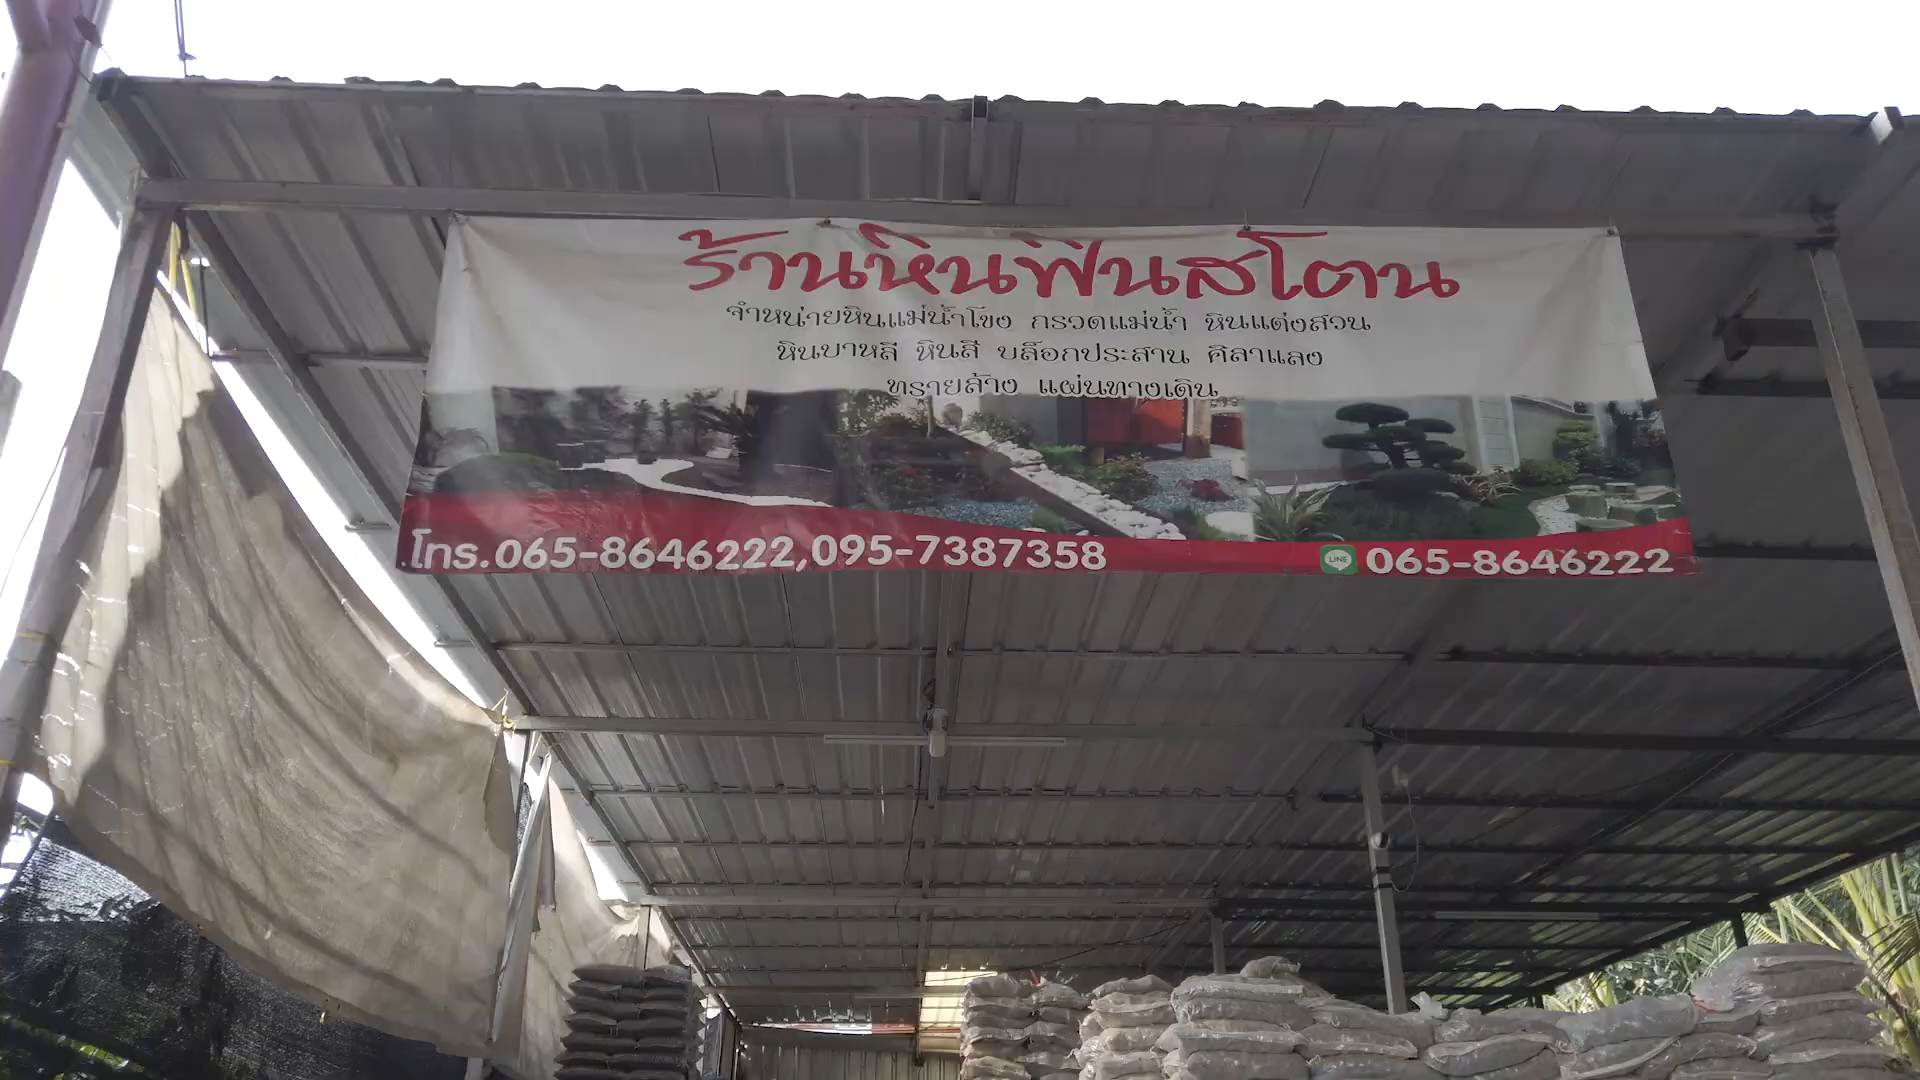 ร้านหินฟินสโตน
จำหน่ายหินแม่น้ำโขง กรวดแม่น้ำ หินแต่งสวน
หินบาหลี หินสี บล็อกประสาน ศิลาแลง
ทรายล้าง แผ่นทางเดิน
โทร.065-8646222,095-7387358
LINE 065-8646222